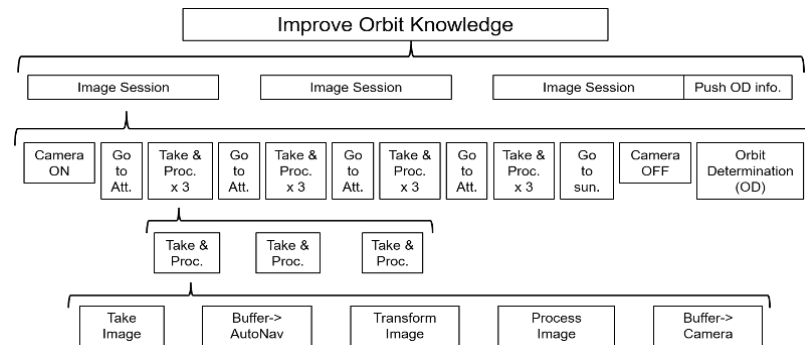 Improve Orbit Knowledge
Image Session
Image Session
Image Session
Push OD info.
Camera
ON
Go
to
Att.
Take &
Proc.
x 3
Go
to
Att.
Take &
Proc.
x 3
Go
to
Att.
Take &
Proc.
x 3
Go
to
Att.
Take &
Proc.
x 3
Go
to
sun.
Camera
OFF
Orbit
Determination
(OD)
Take &
Proc.
Take &
Proc.
Take &
Proc.
Take
Image
Buffer->
AutoNav
Transform
Image
Process
Image
Buffer->
Camera